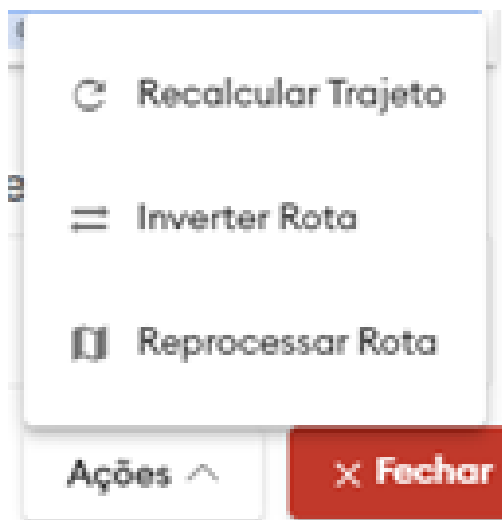 Recalcular Trajeto
Inverter Rota
Reprocessar Rota
Ações
Fechar